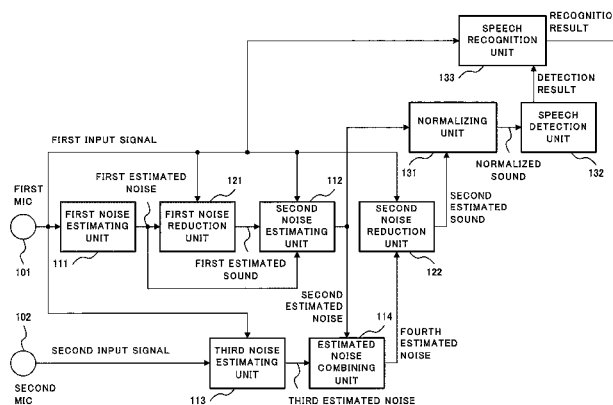 SPEECH
RECOGNITION
UNIT
133
RECOGNITIO
RESULT
DETECTION
RESULT
NORMALIZING
UNIT
131
SPEECH
DETECTION
UNIT
132
NORMALIZED
SOUND
FIRST INPUT SIGNAL
FIRST ESTIMATED
NOISE
121
112
FIRST
MIC
101
FIRST NOISE
ESTIMATING
UNIT
111
FIRST NOISE
REDUCTION
UNIT
SECOND
NOISE
ESTIMATING
UNIT
SECOND NOISE
REDUCTION
UNIT
122
SECOND
ESTIMATED
SOUND
FIRST ESTIMATED
SOUND
SECOND
ESTIMATED
NOISE
114
FOURTH
ESTIMATED
NOISE
102
SECOND INPUT SIGNAL
SECOND
MIC
THIRD NOISE
ESTIMATING
UNIT
113
ESTIMATED
NOISE
COMBINING
UNIT
THIRD ESTIMATED NOISE